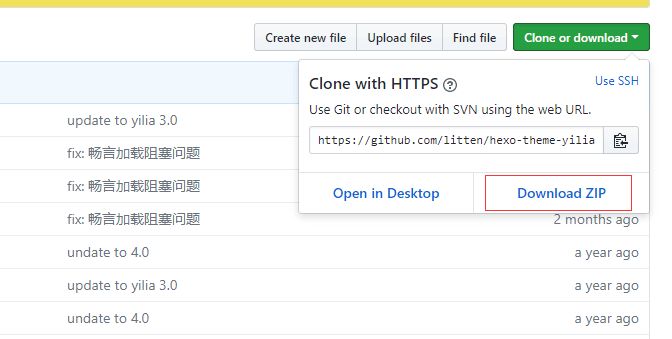 Create new file Upload files Find file Clone or download
Clone with HTTPS Use SSH
Use Git or checkout with SVN using the web URL.
https://github.com/litten/hexo-theme-yilia
Open in Desktop Download ZIP
update to yilia 3.0
fix: 畅言加载阻塞问题
fix: 畅言加载阻塞问题
fix: 畅言加载阻塞问题 2 months ago
undate to 4.0 a year ago
update to yilia 3.0 a year ago
undate to 4.0 a year ago